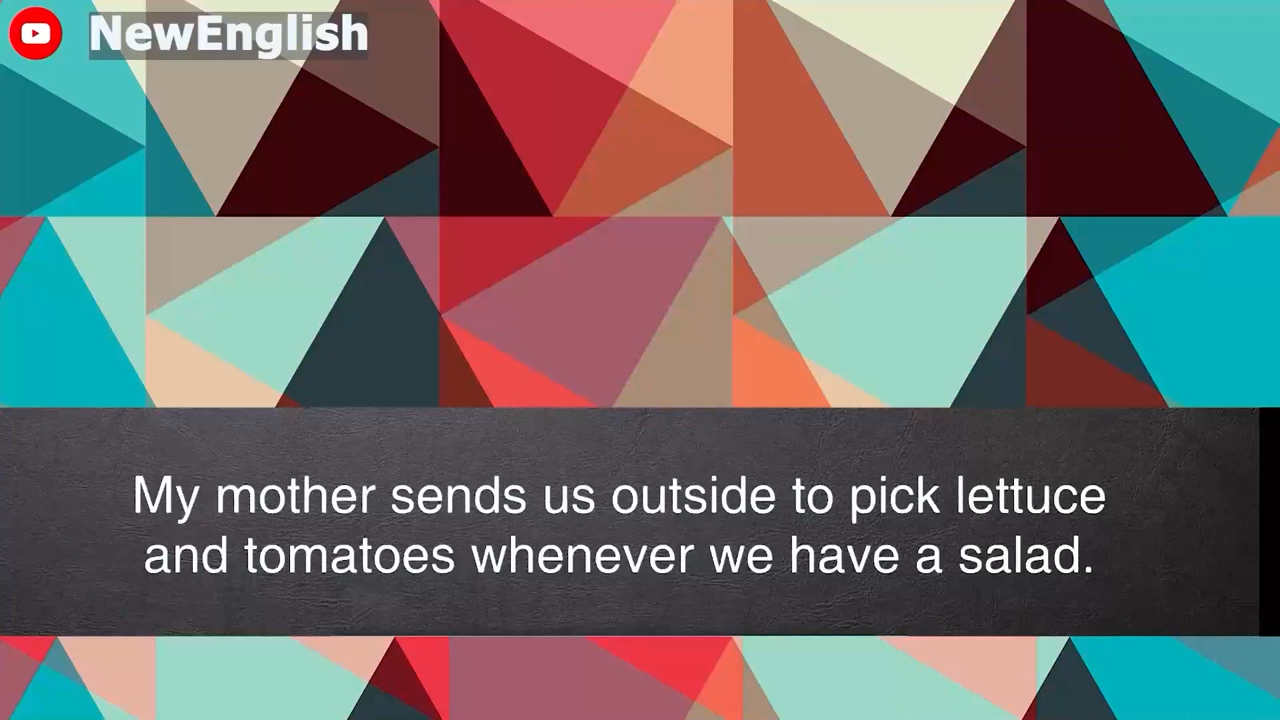 NewEnglish
My mother sends us outside to pick lettuce
and tomatoes whenever we have a salad.